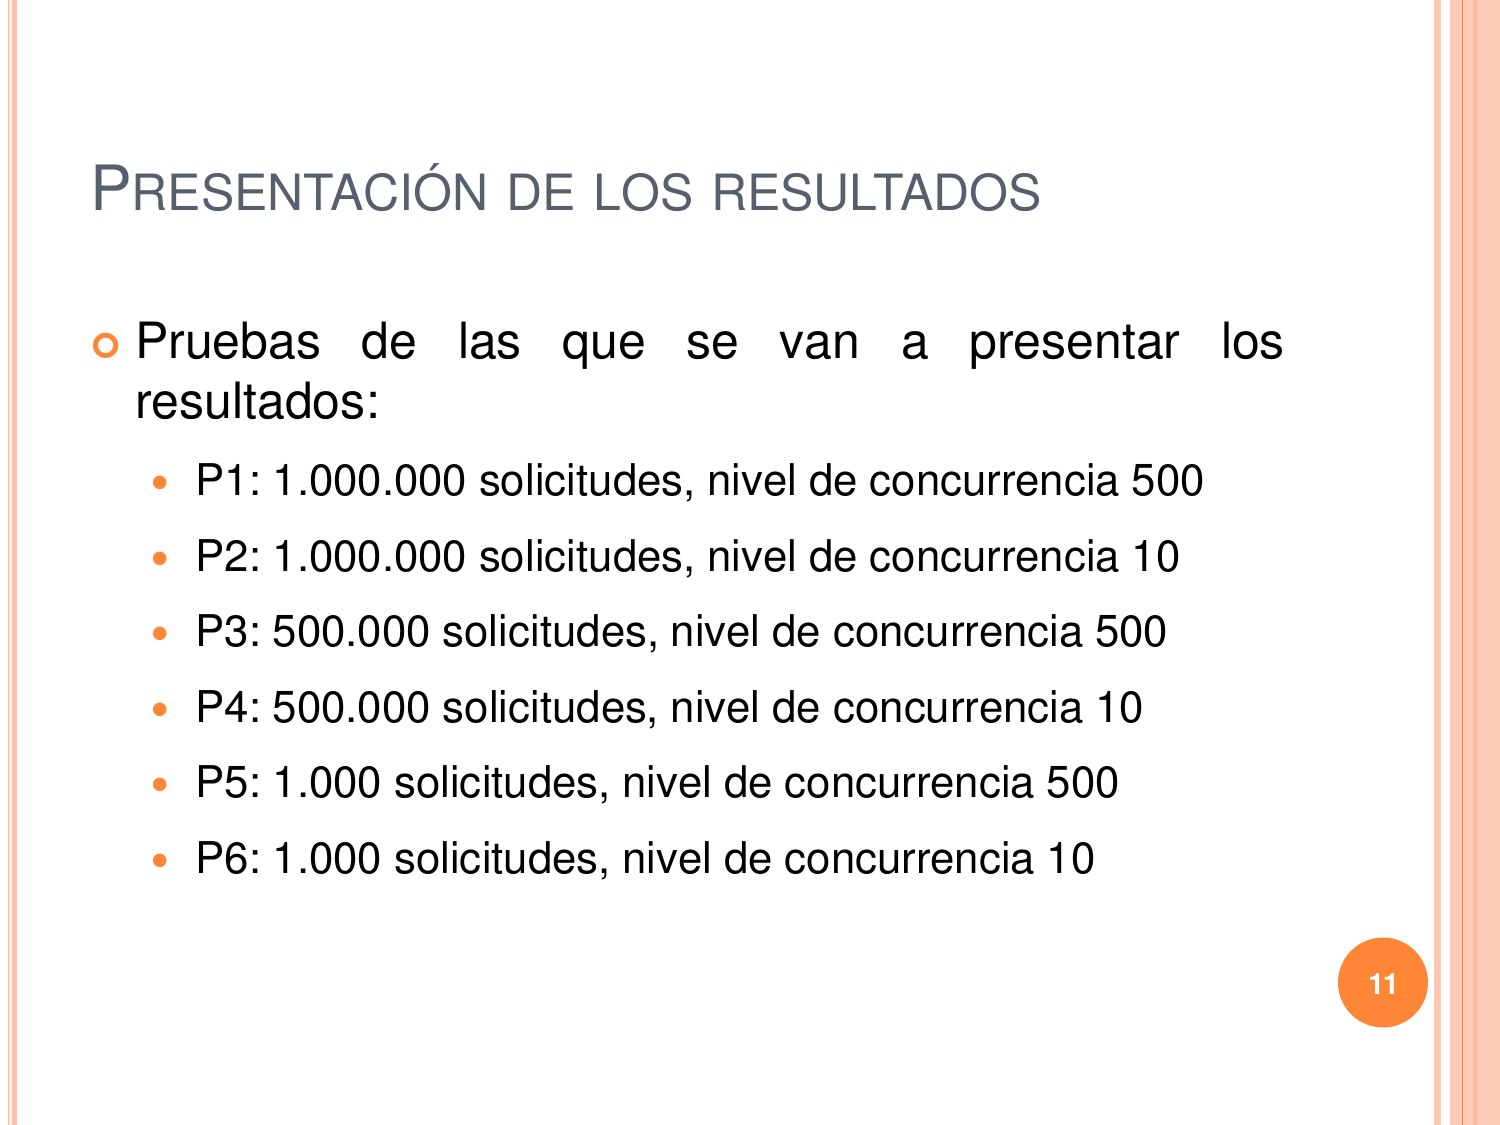 PRESENTACIÓN DE LOS RESULTADOS
Pruebas de las que se van a presentar los
resultados:
P1: 1.000.000 solicitudes, nivel de concurrencia 500
P2: 1.000.000 solicitudes, nivel de concurrencia 10
P3: 500.000 solicitudes, nivel de concurrencia 500
P4: 500.000 solicitudes, nivel de concurrencia 10
P5: 1.000 solicitudes, nivel de concurrencia 500
P6: 1.000 solicitudes, nivel de concurrencia 10
11